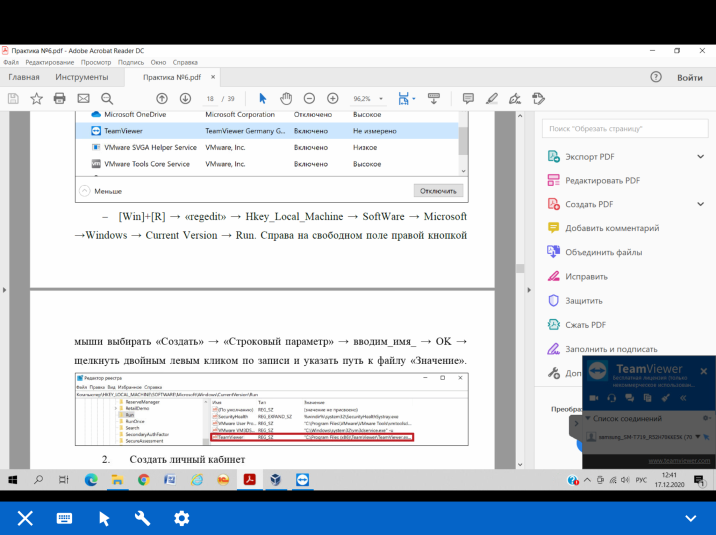 Практика №6.pdf - Adobe Acrobat Reader DC
Файл Редактирование Просмотр Подпись Окно Справка
Главная Инструменты Практика №6.pdf × Войти
18 / 39 96,2%
Microsoft OneDrive Microsoft Corporation Отключено Высокое
TeamViewer TeamViewer Germany G... Включено Не измерено
VMware SVGA Helper Service VMware, Inc. Включено Низкое
VMware Tools Core Service VMware, Inc. Включено Высокое
Меньше Отключить
– [Win]+[R] → «regedit» → Hkey_Local_Machine → SoftWare → Microsoft
→Windows → Current Version → Run. Справа на свободном поле правой кнопкой
мыши выбирать «Создать» → «Строковый параметр» → вводим_имя_ → OK →
щелкнуть двойным левым кликом по записи и указать путь к файлу «Значение».
Редактор реестра
Файл Правка Вид Избранное Справка
Компьютер\HKEY_LOCAL_MACHINE\SOFTWARE\Microsoft\Windows\CurrentVersion\Run
Имя Тип Значение
ReserveManager
RetailDemo
Run
RunOnce
Search
SecondaryAuthFactor
SecureAssessment
(По умолчанию) REG_SZ (значение не присвоено)
SecurityHealth REG_EXPAND_SZ %windir%\system32\SecurityHealthSystray.exe
VMware User Pro... REG_SZ "C:\Program Files\VMware\VMware Tools\vmtoolsd...
VMware VM3DS... REG_SZ "C:\Windows\system32\vm3dservice.exe" -u
TeamViewer REG_SZ "C:\Program Files (x86)\TeamViewer\TeamViewer.ex...
2. Создать личный кабинет
Поиск "Обрезать страницу"
Экспорт PDF
Редактировать PDF
Создать PDF
Добавить комментарий
Объединить файлы
Исправить
Защитить
Сжать PDF
Заполнить и подписать
Доп
Преобра
TeamViewer
Бесплатная лицензия (только
некоммерческое использован...
Список соединений
www.teamviewer.com
РУС
12:41
17.12.2020